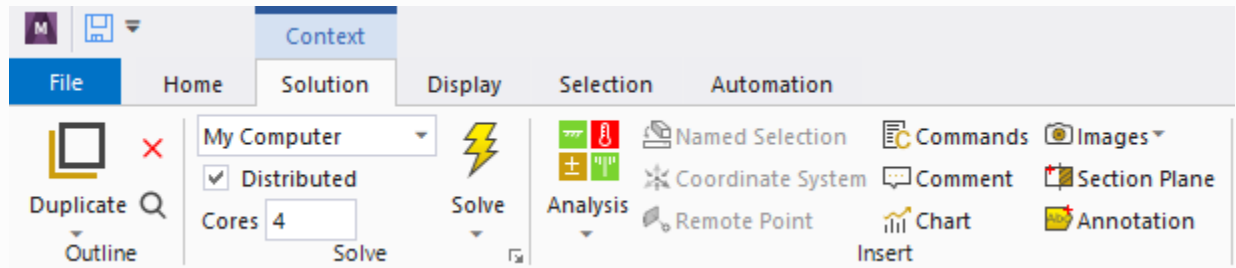 M
Context
File Home Solution Display Selection Automation
My Computer Named Selection Commands Images
Distributed Coordinate System Comment Section Plane
Duplicate Cores 4 Solve Analysis Remote Point Chart Annotation
Outline Solve Insert